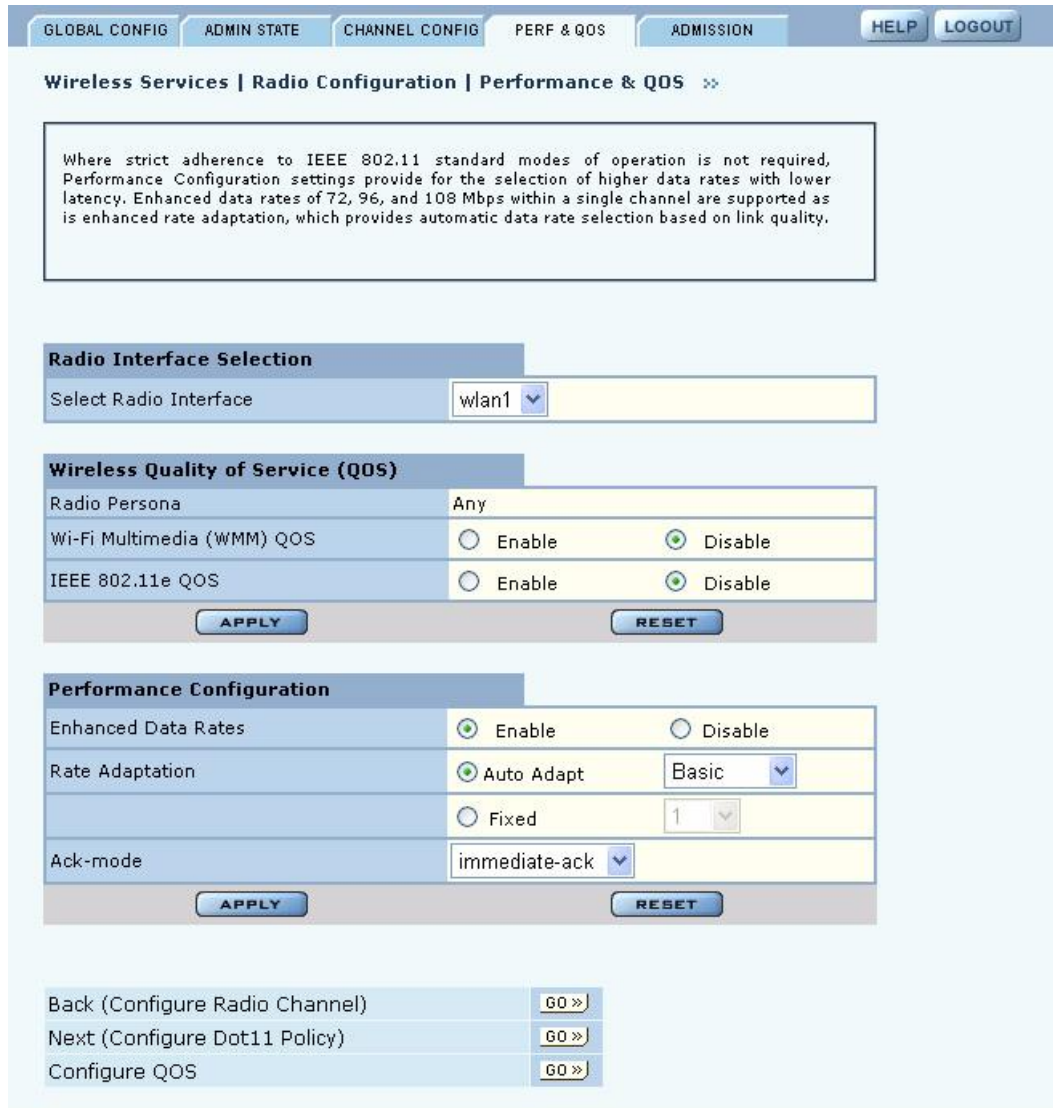 GLOBAL CONFIG ADMIN STATE CHANNEL CONFIG PERF & QOS ADMISSION HELP LOGOUT
Wireless Services | Radio Configuration | Performance & QOS »
Where strict adherence to IEEE 802.11 standard modes of operation is not required,
Performance Configuration settings provide for the selection of higher data rates with lower
latency. Enhanced data rates of 72, 96, and 108 Mbps within a single channel are supported as
is enhanced rate adaptation, which provides automatic data rate selection based on link quality.
Radio Interface Selection
Select Radio Interface wlan1
Wireless Quality of Service (QOS)
Radio Persona Any
Wi-Fi Multimedia (WMM) QOS Enable Disable
IEEE 802.11e QOS Enable Disable
APPLY RESET
Performance Configuration
Enhanced Data Rates Enable Disable
Rate Adaptation Auto Adapt Basic
Fixed 1
Ack-mode immediate-ack
APPLY RESET
Back (Configure Radio Channel) GO »
Next (Configure Dot11 Policy) GO »
Configure QOS GO »